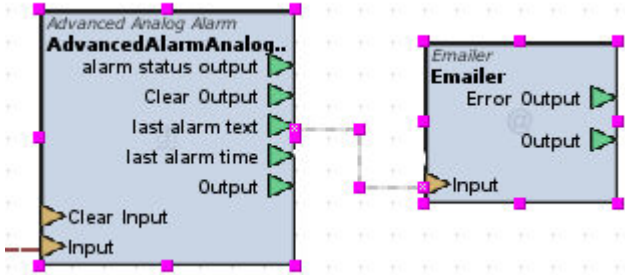 Advanced Analog Alarm
AdvancedAlarmAnalog..
alarm status output
Clear Output
last alarm text
last alarm time
Output
Clear Input
Input
Emailer
Emailer
Error Output
@
Output
Input